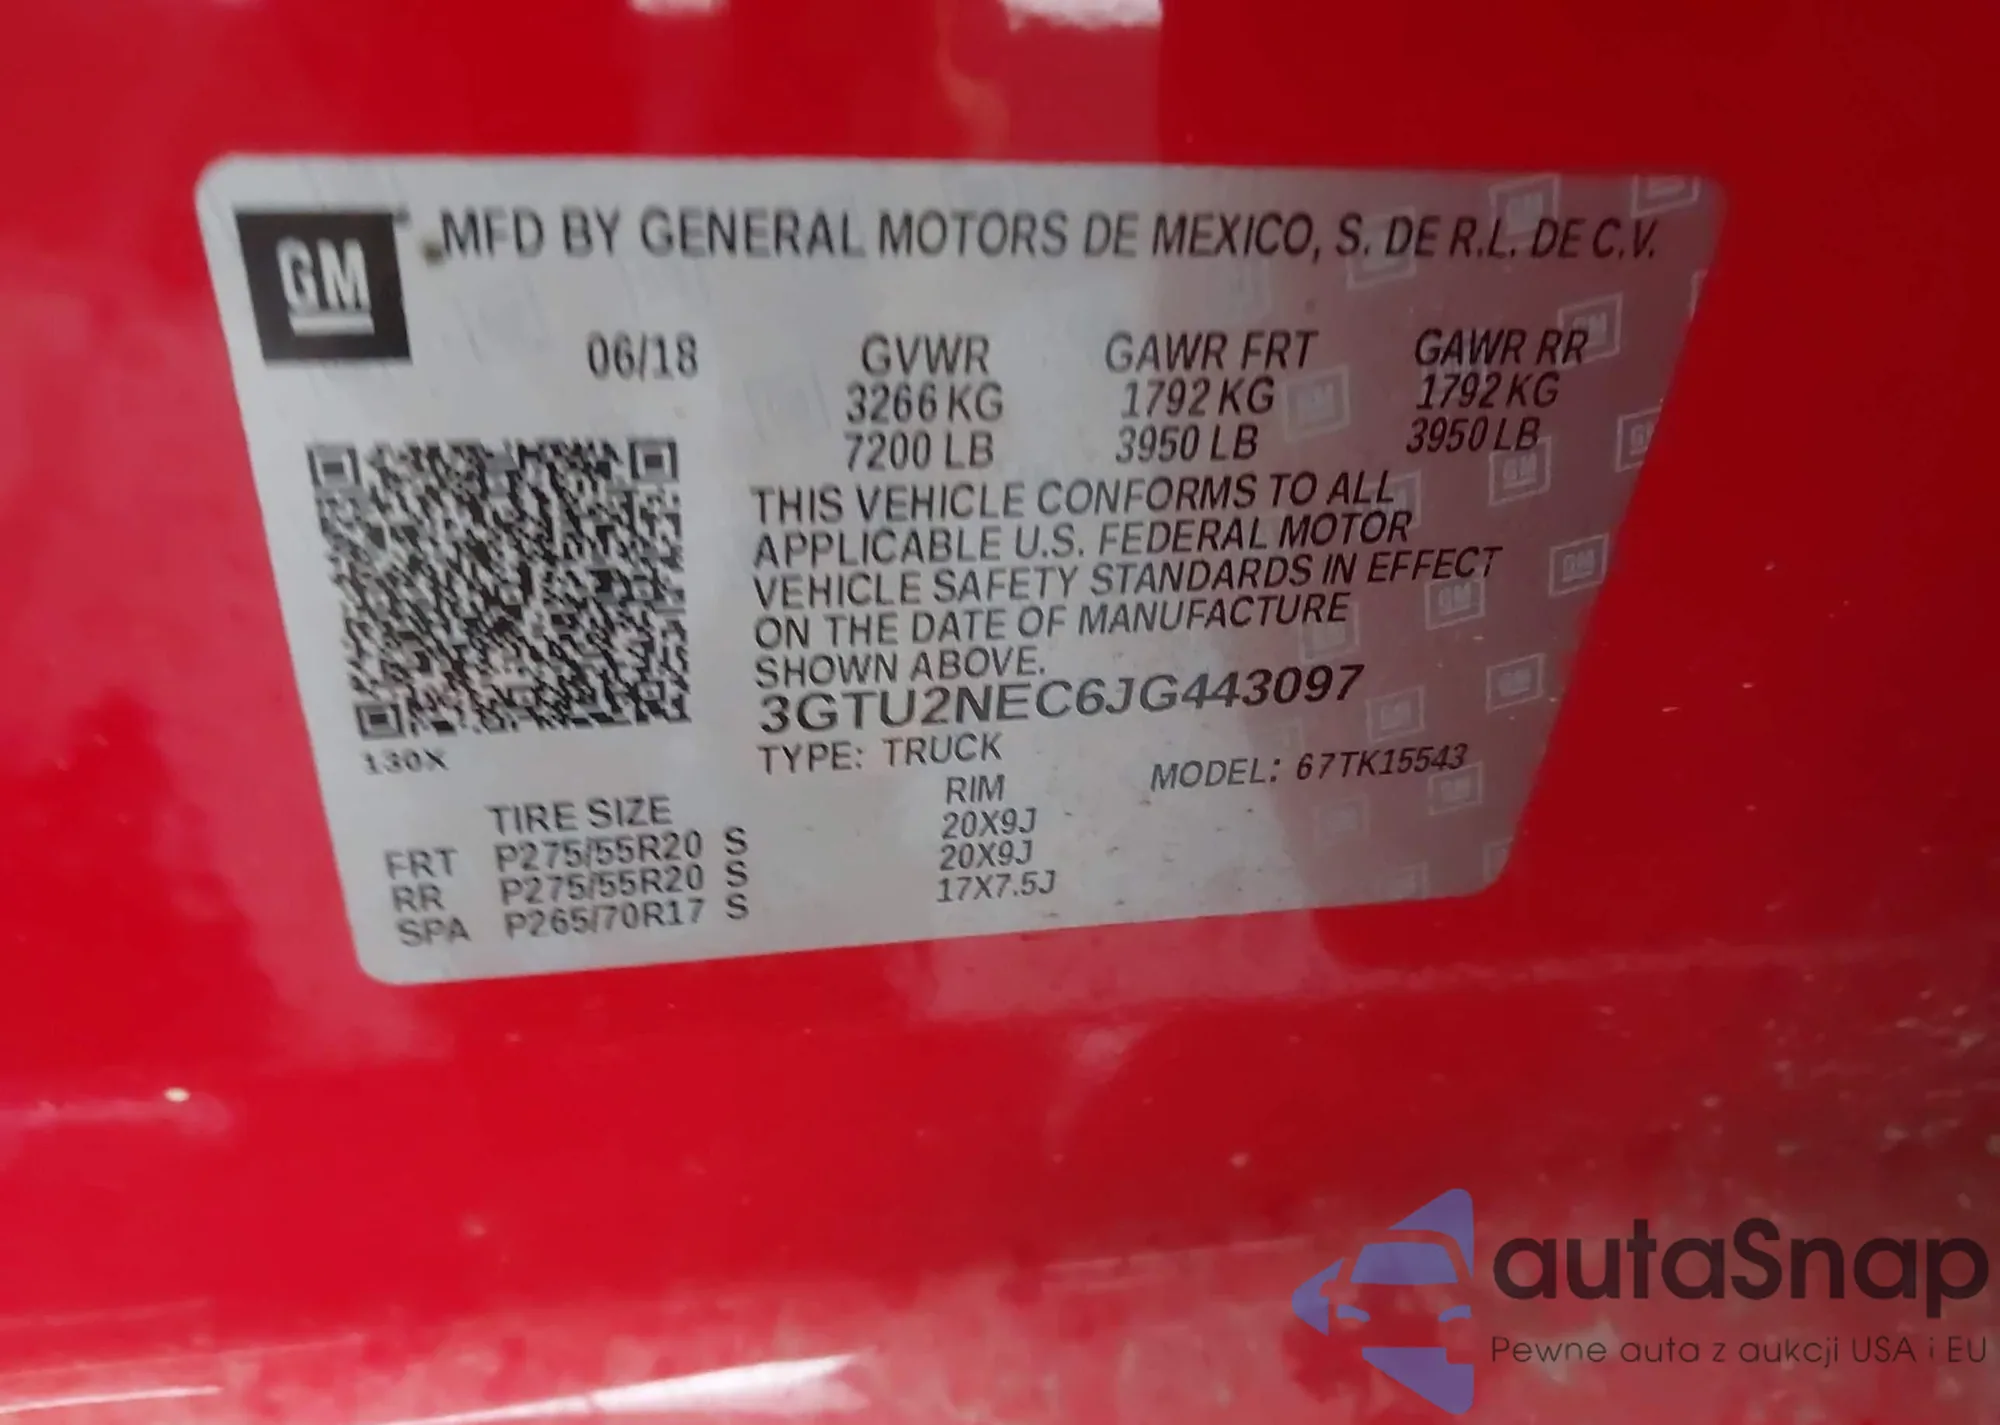 GM
MFD BY GENERAL MOTORS DE MEXICO, S. DE R.L. DE C.V.
06/18 GVWR GAWR FRT GAWR RR
3266 KG 1792 KG 1792 KG
7200 LB 3950 LB 3950 LB
THIS VEHICLE CONFORMS TO ALL
APPLICABLE U.S. FEDERAL MOTOR
VEHICLE SAFETY STANDARDS IN EFFECT
ON THE DATE OF MANUFACTURE
SHOWN ABOVE.
3GTU2NEC6JG443097
130X
TYPE: TRUCK MODEL: 67TK15543
TIRE SIZE RIM
FRT P275/55R20 S 20X9J
RR P275/55R20 S 20X9J
SPA P265/70R17 S 17X7.5J
autaSnap
Pewne auta z aukcji USA i EU